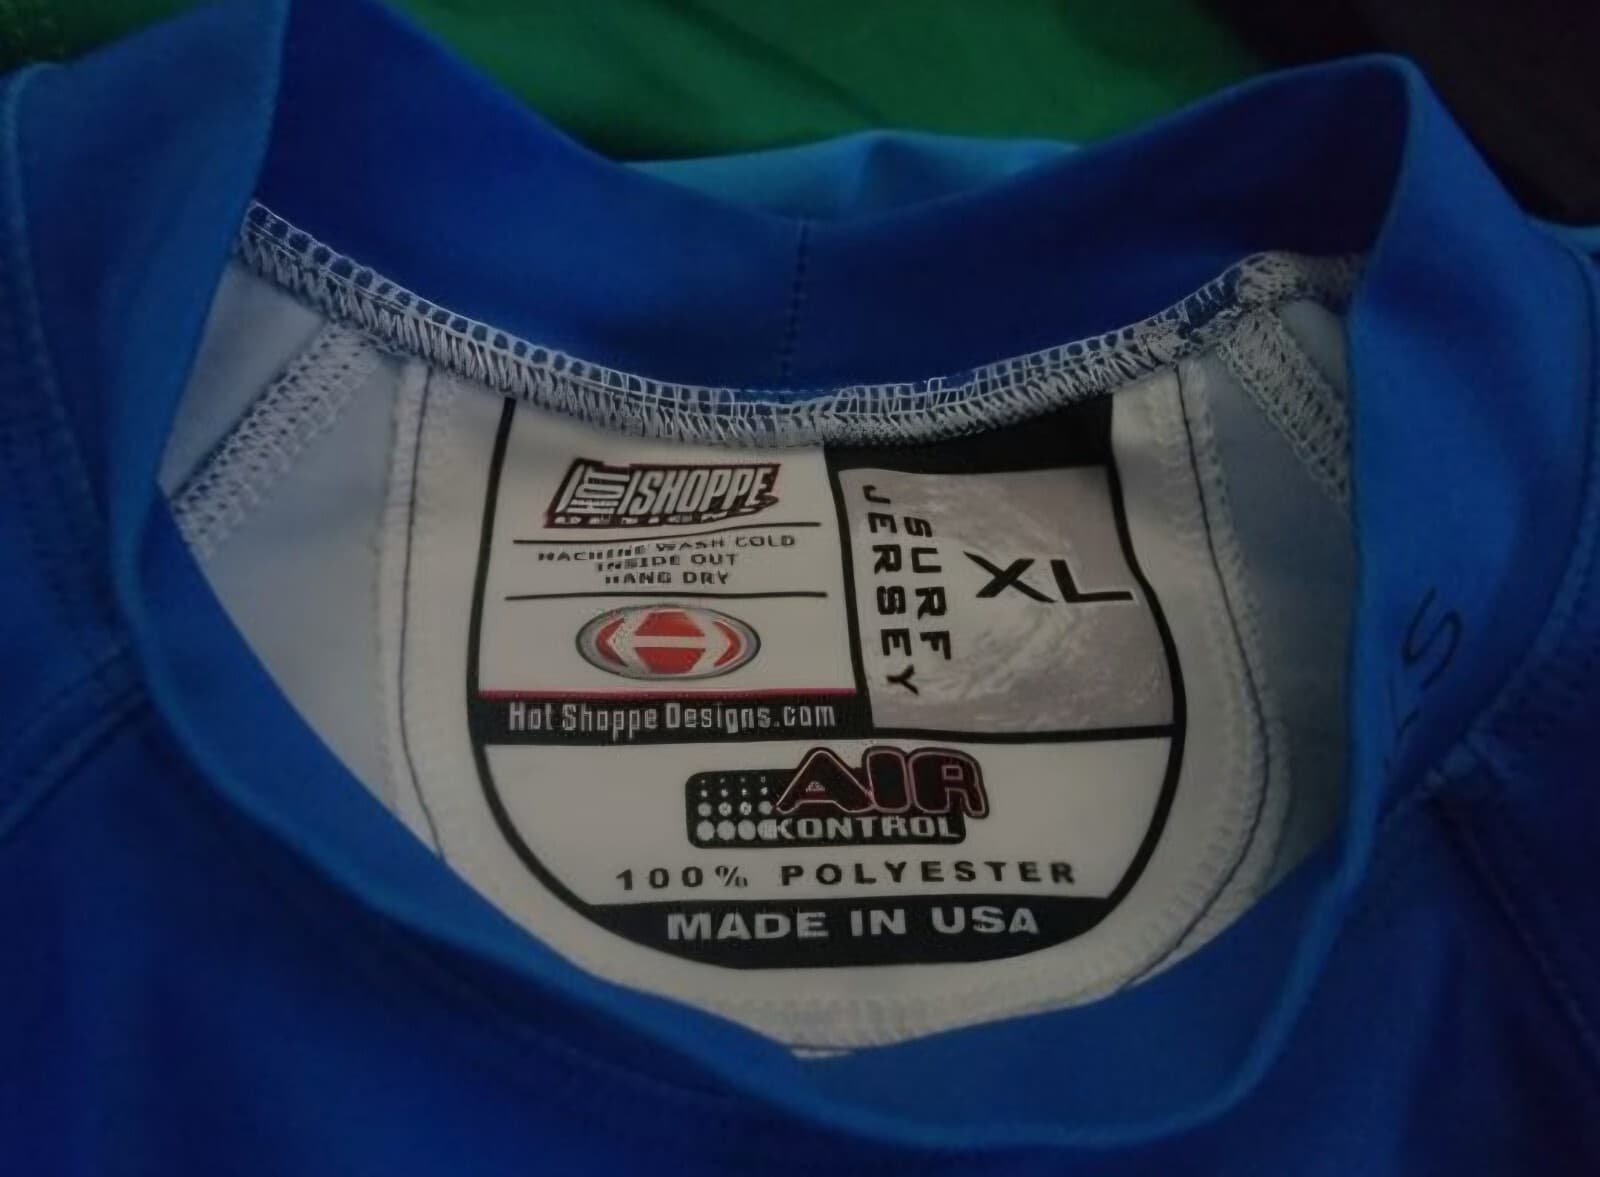 HOT SHOPPE
DESIGNS
MACHINE WASH COLD
INSIDE OUT
HANG DRY
HotShoppeDesigns.com
SURF
JERSEY
XL
AIR
KONTROL
100% POLYESTER
MADE IN USA